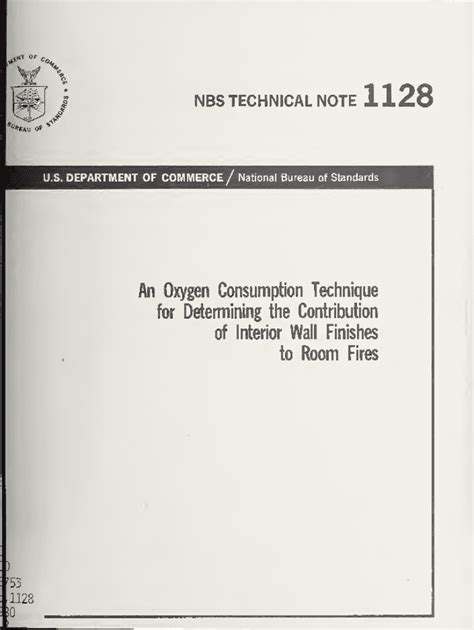 NBS TECHNICAL NOTE 1128
U.S. DEPARTMENT OF COMMERCE / National Bureau of Standards
An Oxygen Consumption Technique
for Determining the Contribution
of Interior Wall Finishes
to Room Fires
753
1128